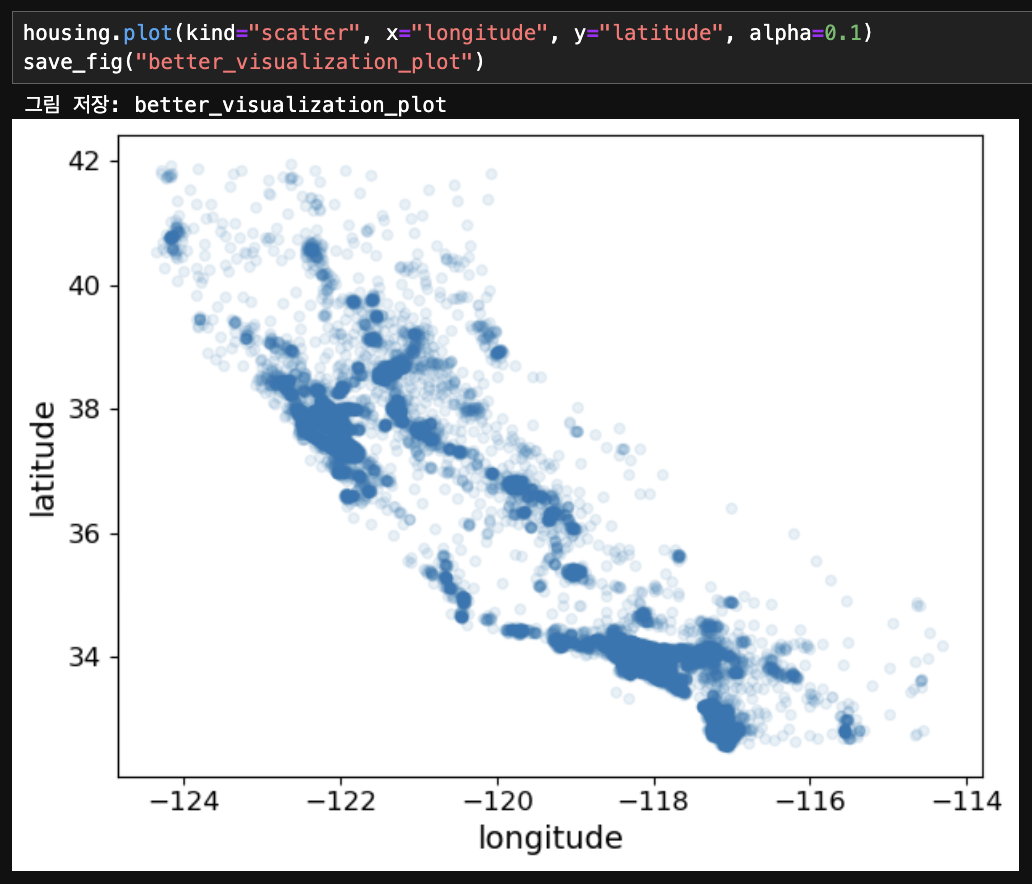 housing.plot(kind="scatter", x="longitude", y="latitude", alpha=0.1)
save_fig("better_visualization_plot")
그림 저장: better_visualization_plot
42
40
38
36
34
latitude
−124 −122 −120 −118 −116 −114
longitude